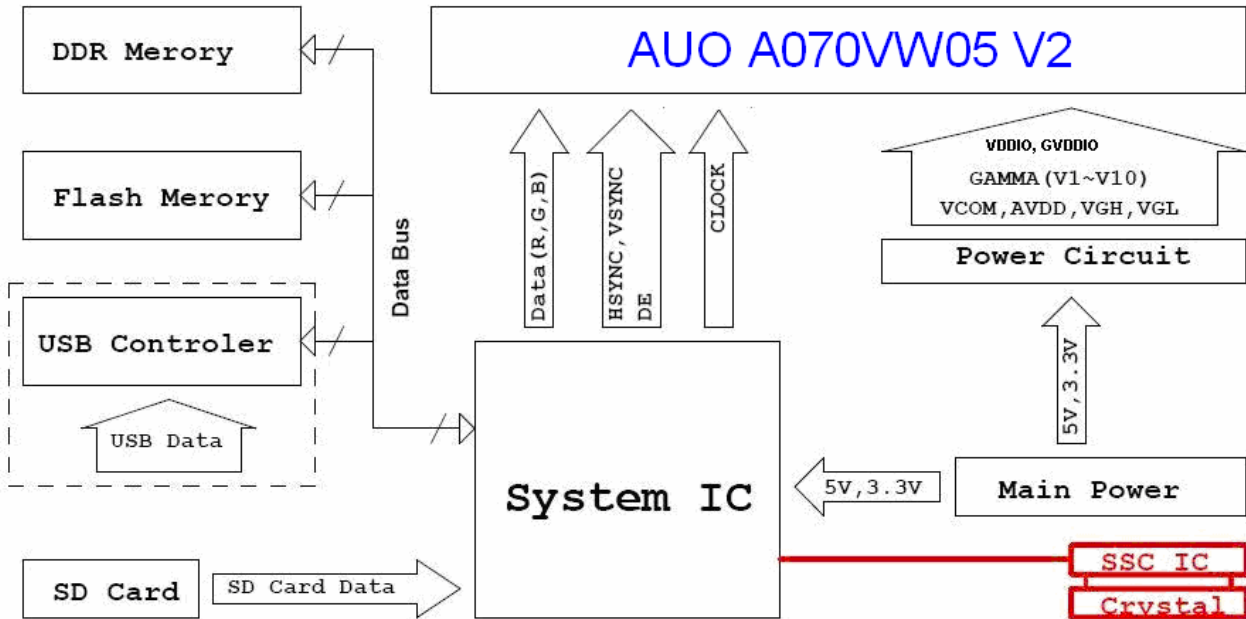 DDR Merory
AUO A070VW05 V2
Flash Merory
Data Bus
Data(R,G,B)
HSYNC,VSYNC
DE
CLOCK
VDDIO, GVDDIO
GAMMA(V1~V10)
VCOM,AVDD,VGH,VGL
Power Circuit
USB Controler
USB Data
5V,3.3V
System IC
5V,3.3V
Main Power
SD Card
SD Card Data
SSC IC
Crystal